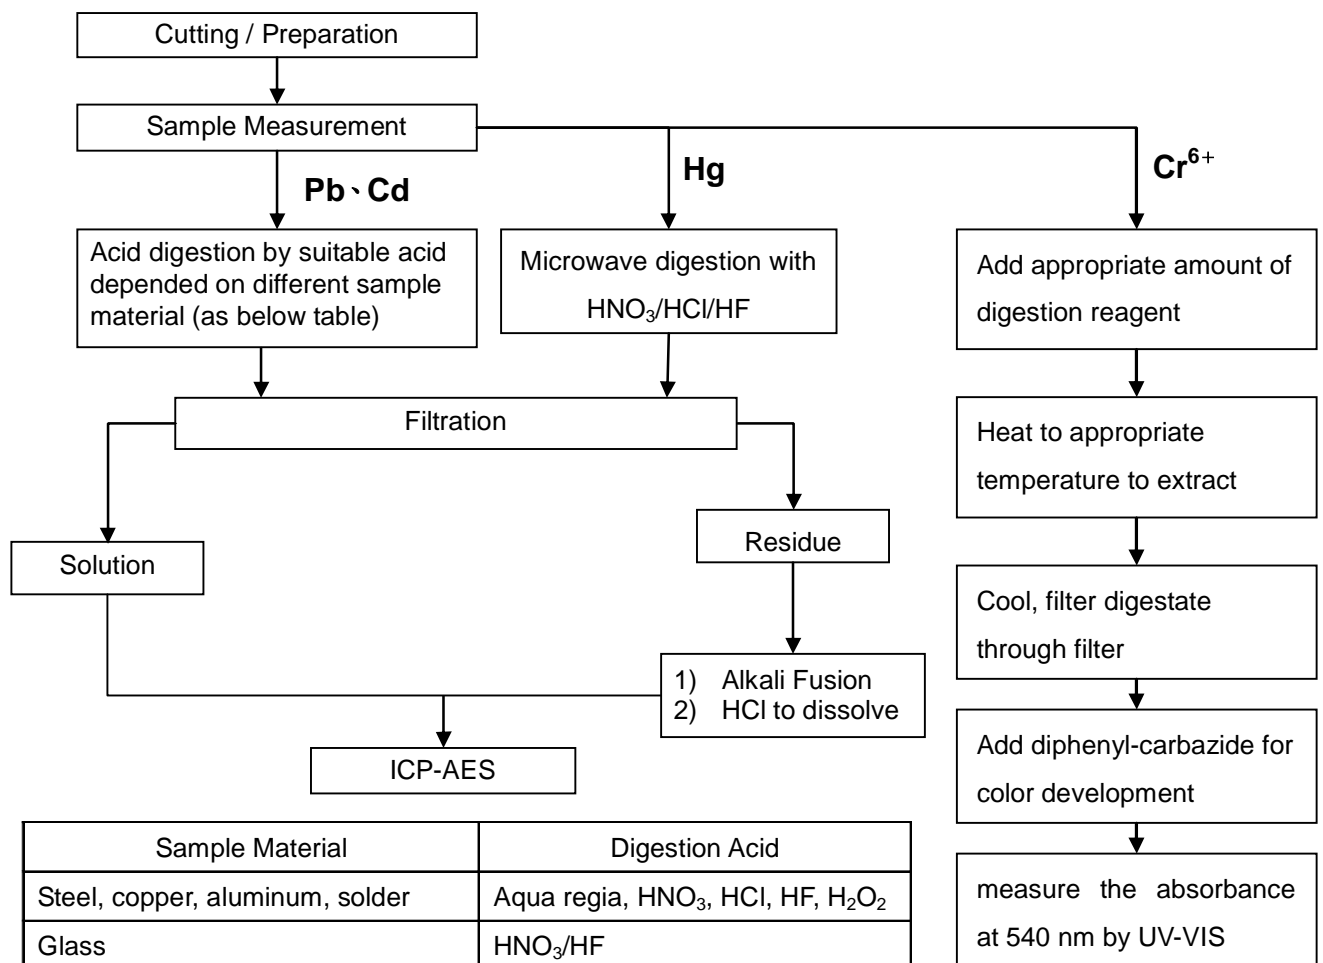 Cutting / Preparation
Sample Measurement
Pb、Cd
Hg
Cr⁶⁺
Acid digestion by suitable acid
depended on different sample
material (as below table)
Microwave digestion with
HNO₃/HCl/HF
Add appropriate amount of
digestion reagent
Filtration
Heat to appropriate
temperature to extract
Solution
Residue
Cool, filter digestate
through filter
1) Alkali Fusion
2) HCl to dissolve
ICP-AES
Add diphenyl-carbazide for
color development
Sample Material
Digestion Acid
Steel, copper, aluminum, solder
Aqua regia, HNO₃, HCl, HF, H₂O₂
Glass
HNO₃/HF
measure the absorbance
at 540 nm by UV-VIS